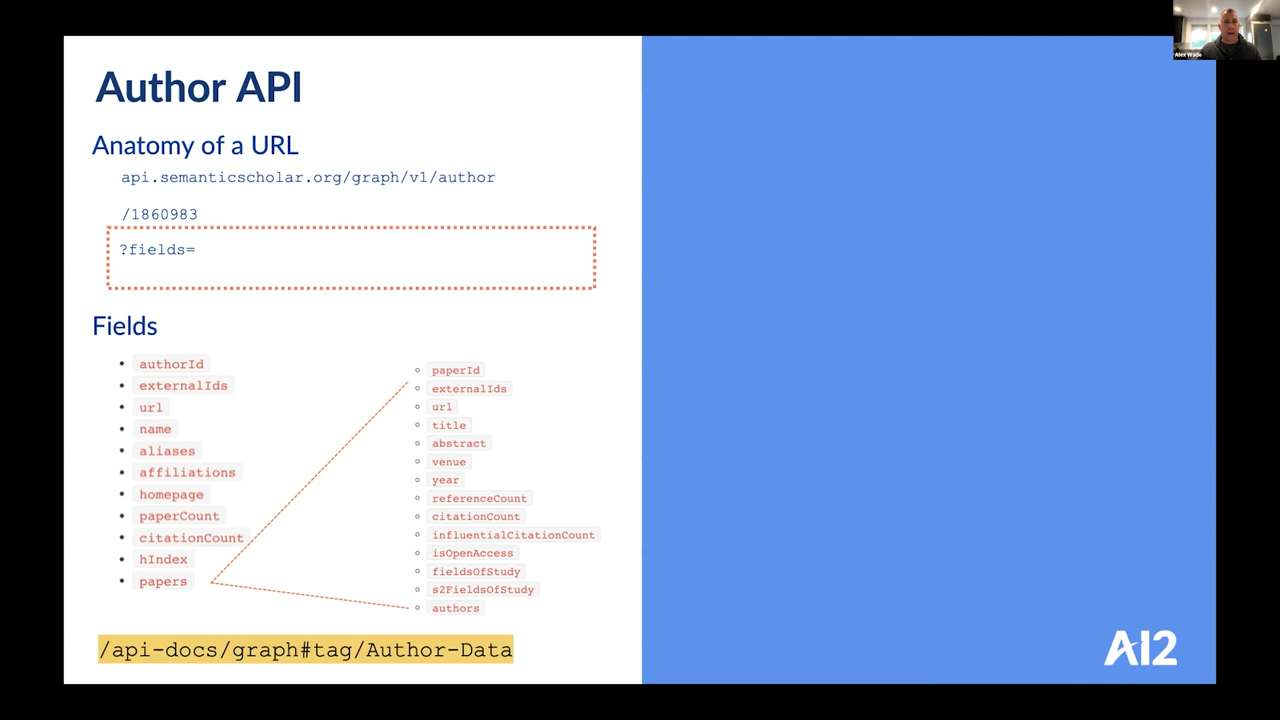 Alex Wade
Author API
Anatomy of a URL
api.semanticscholar.org/graph/v1/author
/1860983
?fields=
Fields
authorId
externalIds
url
name
aliases
affiliations
homepage
paperCount
citationCount
hIndex
papers
paperId
externalIds
url
title
abstract
venue
year
referenceCount
citationCount
influentialCitationCount
isOpenAccess
fieldsOfStudy
s2FieldsOfStudy
authors
/api-docs/graph#tag/Author-Data
AI2